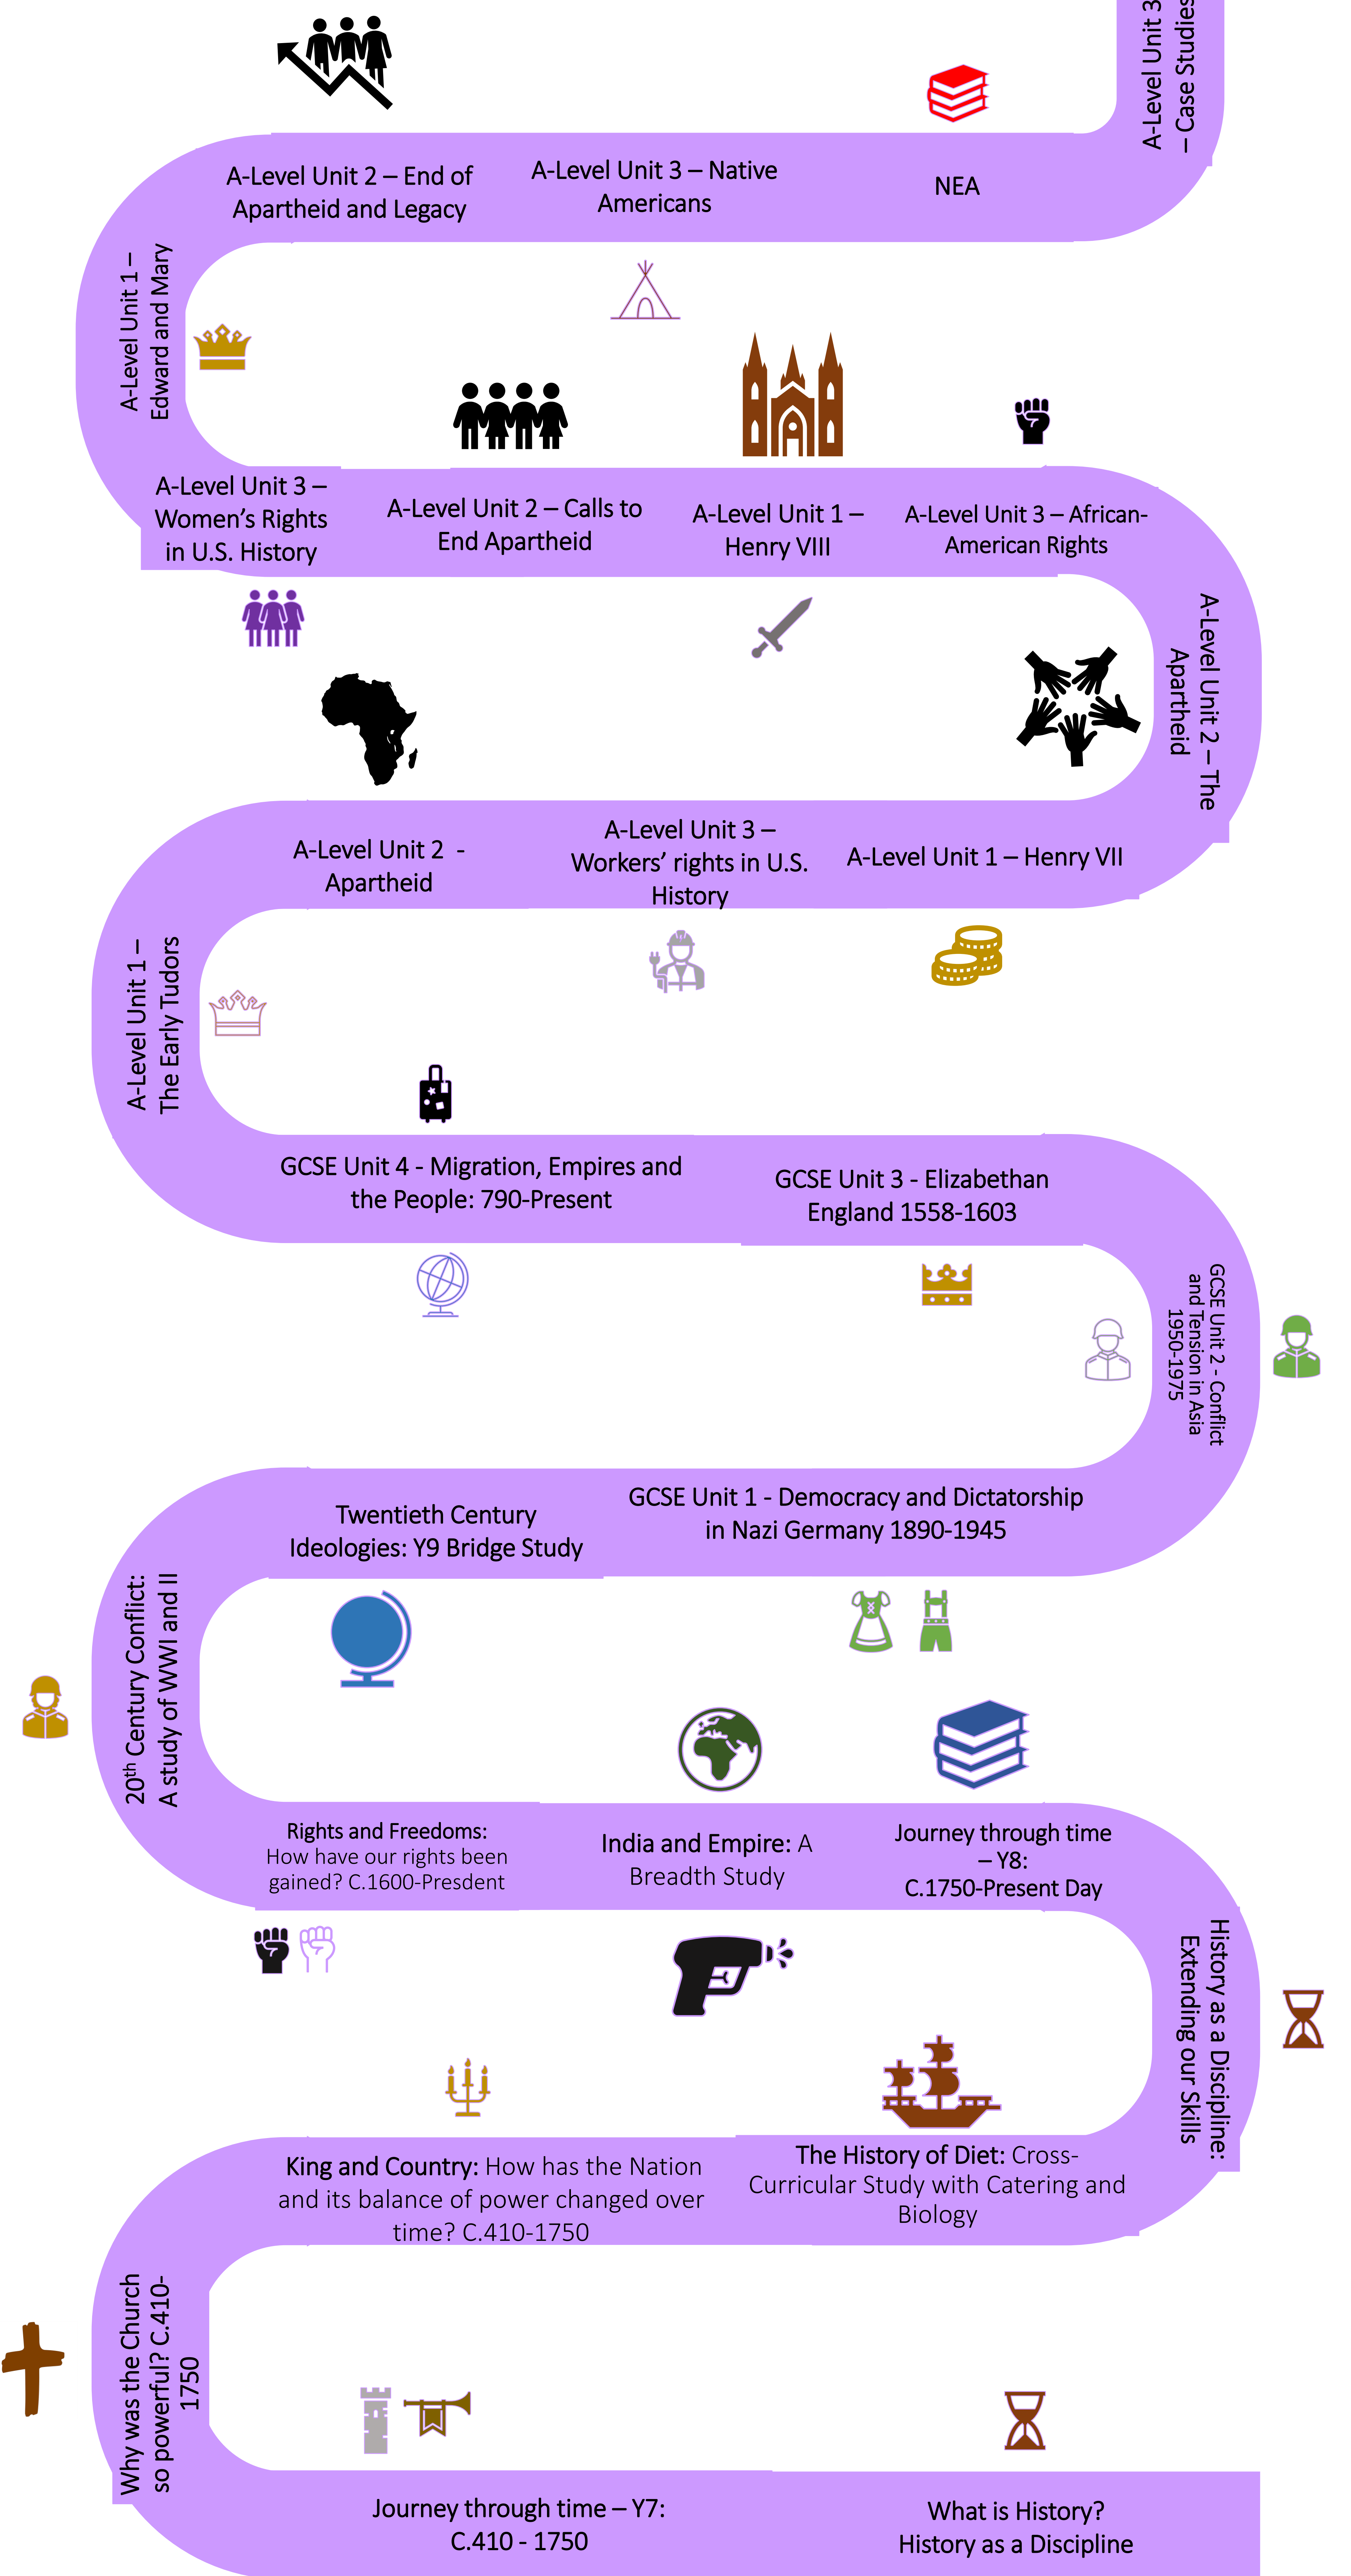 A-Level Unit 3
– Case Studies
A-Level Unit 2 – End of
Apartheid and Legacy
A-Level Unit 3 – Native
Americans
NEA
A-Level Unit 1 –
Edward and Mary
A-Level Unit 3 –
Women’s Rights
in U.S. History
A-Level Unit 2 – Calls to
End Apartheid
A-Level Unit 1 –
Henry VIII
A-Level Unit 3 – African-
American Rights
A-Level Unit 2 – The
Apartheid
A-Level Unit 2 -
Apartheid
A-Level Unit 3 –
Workers’ rights in U.S.
History
A-Level Unit 1 – Henry VII
A-Level Unit 1 –
The Early Tudors
GCSE Unit 4 - Migration, Empires and
the People: 790-Present
GCSE Unit 3 - Elizabethan
England 1558-1603
GCSE Unit 2 - Conflict
and Tension in Asia
1950-1975
Twentieth Century
Ideologies: Y9 Bridge Study
GCSE Unit 1 - Democracy and Dictatorship
in Nazi Germany 1890-1945
20th Century Conflict:
A study of WWI and II
Rights and Freedoms:
How have our rights been
gained? C.1600-Presdent
India and Empire: A
Breadth Study
Journey through time
– Y8:
C.1750-Present Day
History as a Discipline:
Extending our Skills
King and Country: How has the Nation
and its balance of power changed over
time? C.410-1750
The History of Diet: Cross-
Curricular Study with Catering and
Biology
Why was the Church
so powerful? C.410-
1750
Journey through time – Y7:
C.410 - 1750
What is History?
History as a Discipline